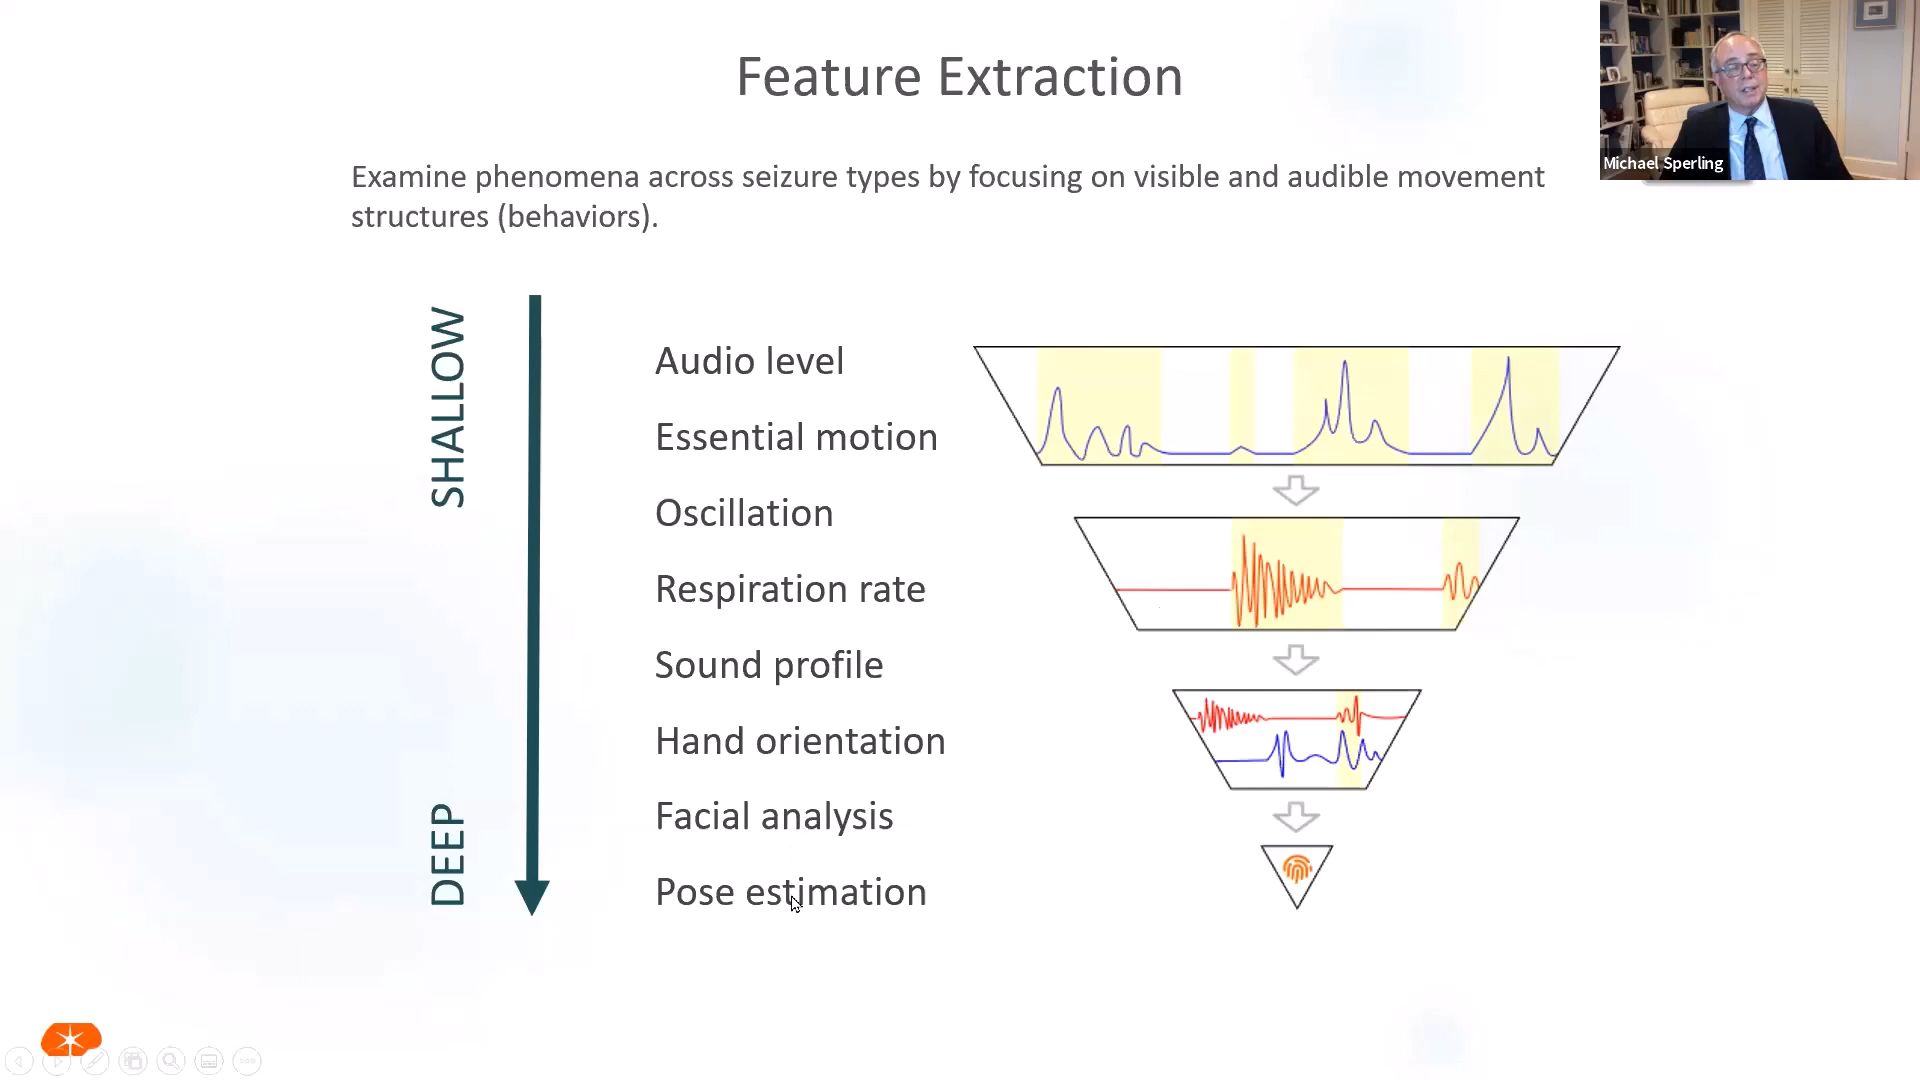 Feature Extraction
Michael Sperling
Examine phenomena across seizure types by focusing on visible and audible movement
structures (behaviors).
SHALLOW
DEEP
Audio level
Essential motion
Oscillation
Respiration rate
Sound profile
Hand orientation
Facial analysis
Pose estimation